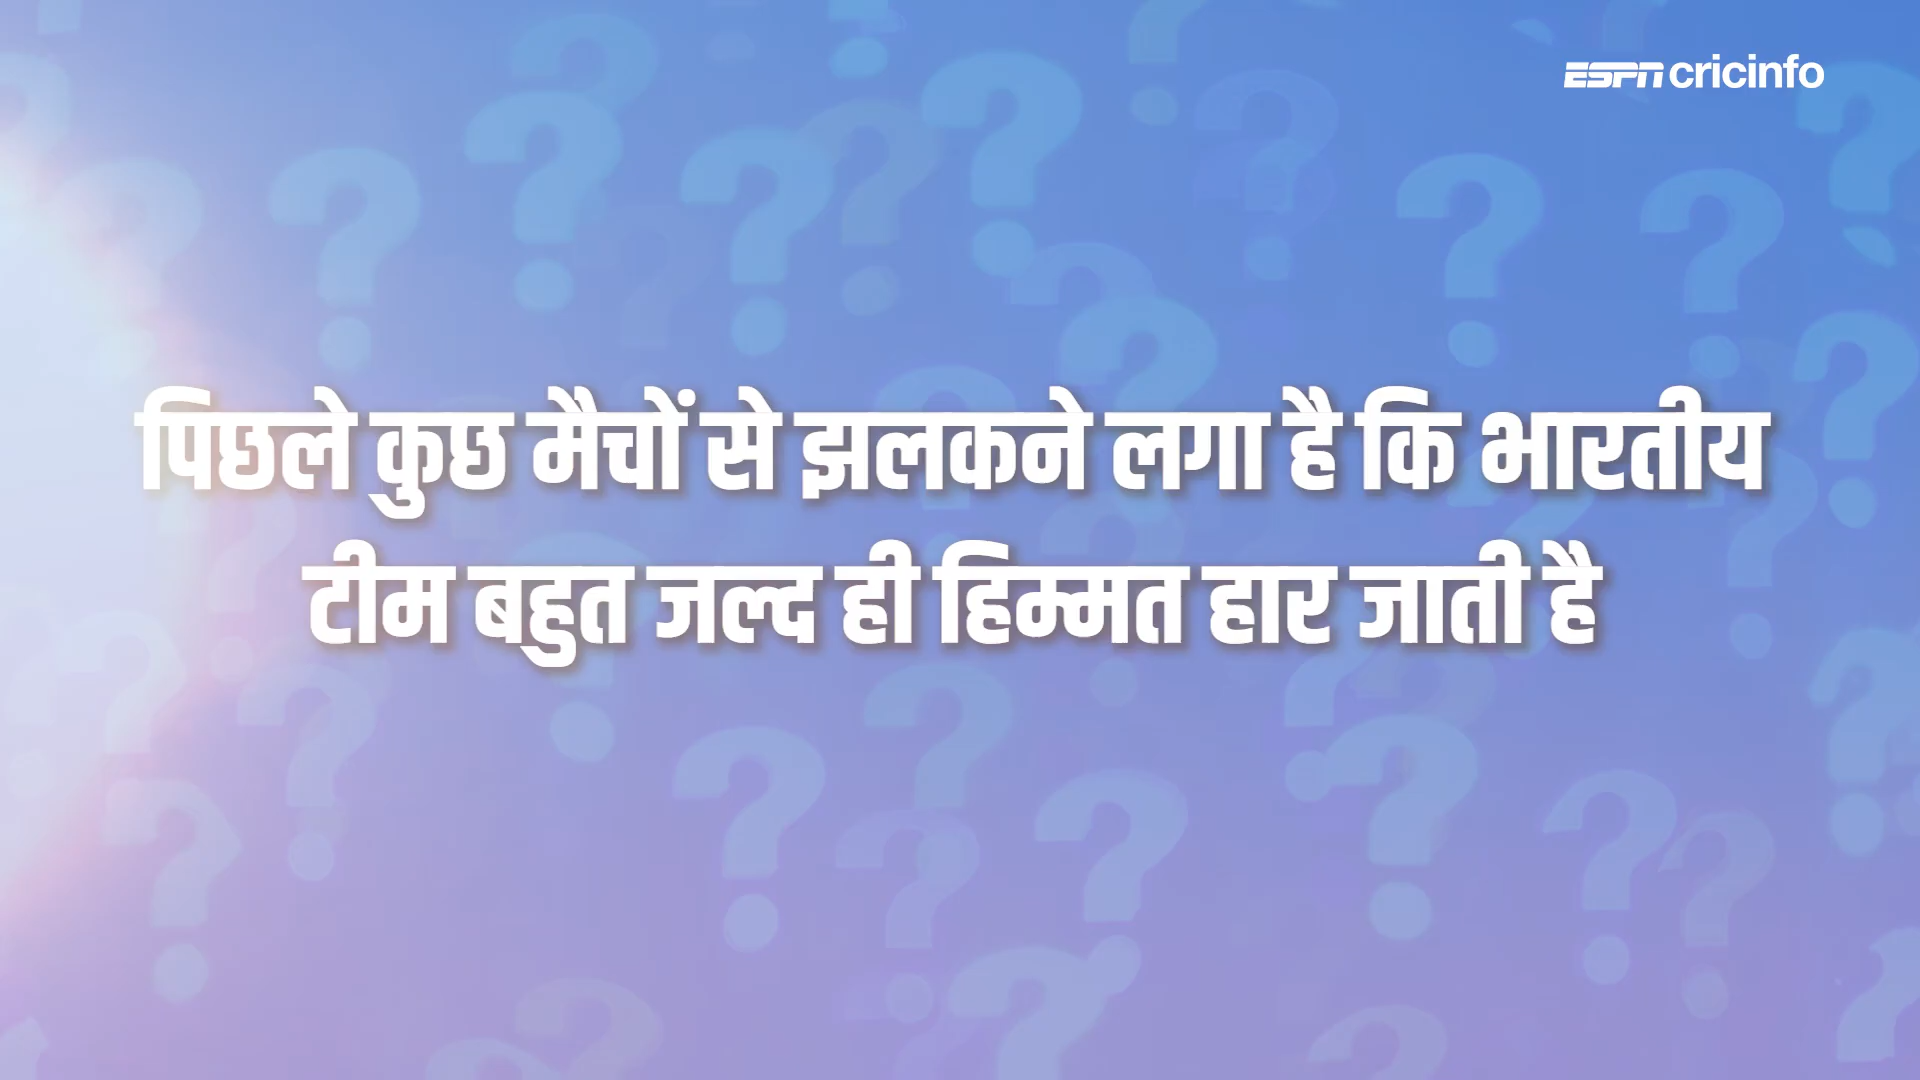 ESPN cricinfo
पिछले कुछ मैचों से झलकने लगा है कि भारतीय
टीम बहुत जल्द ही हिम्मत हार जाती है